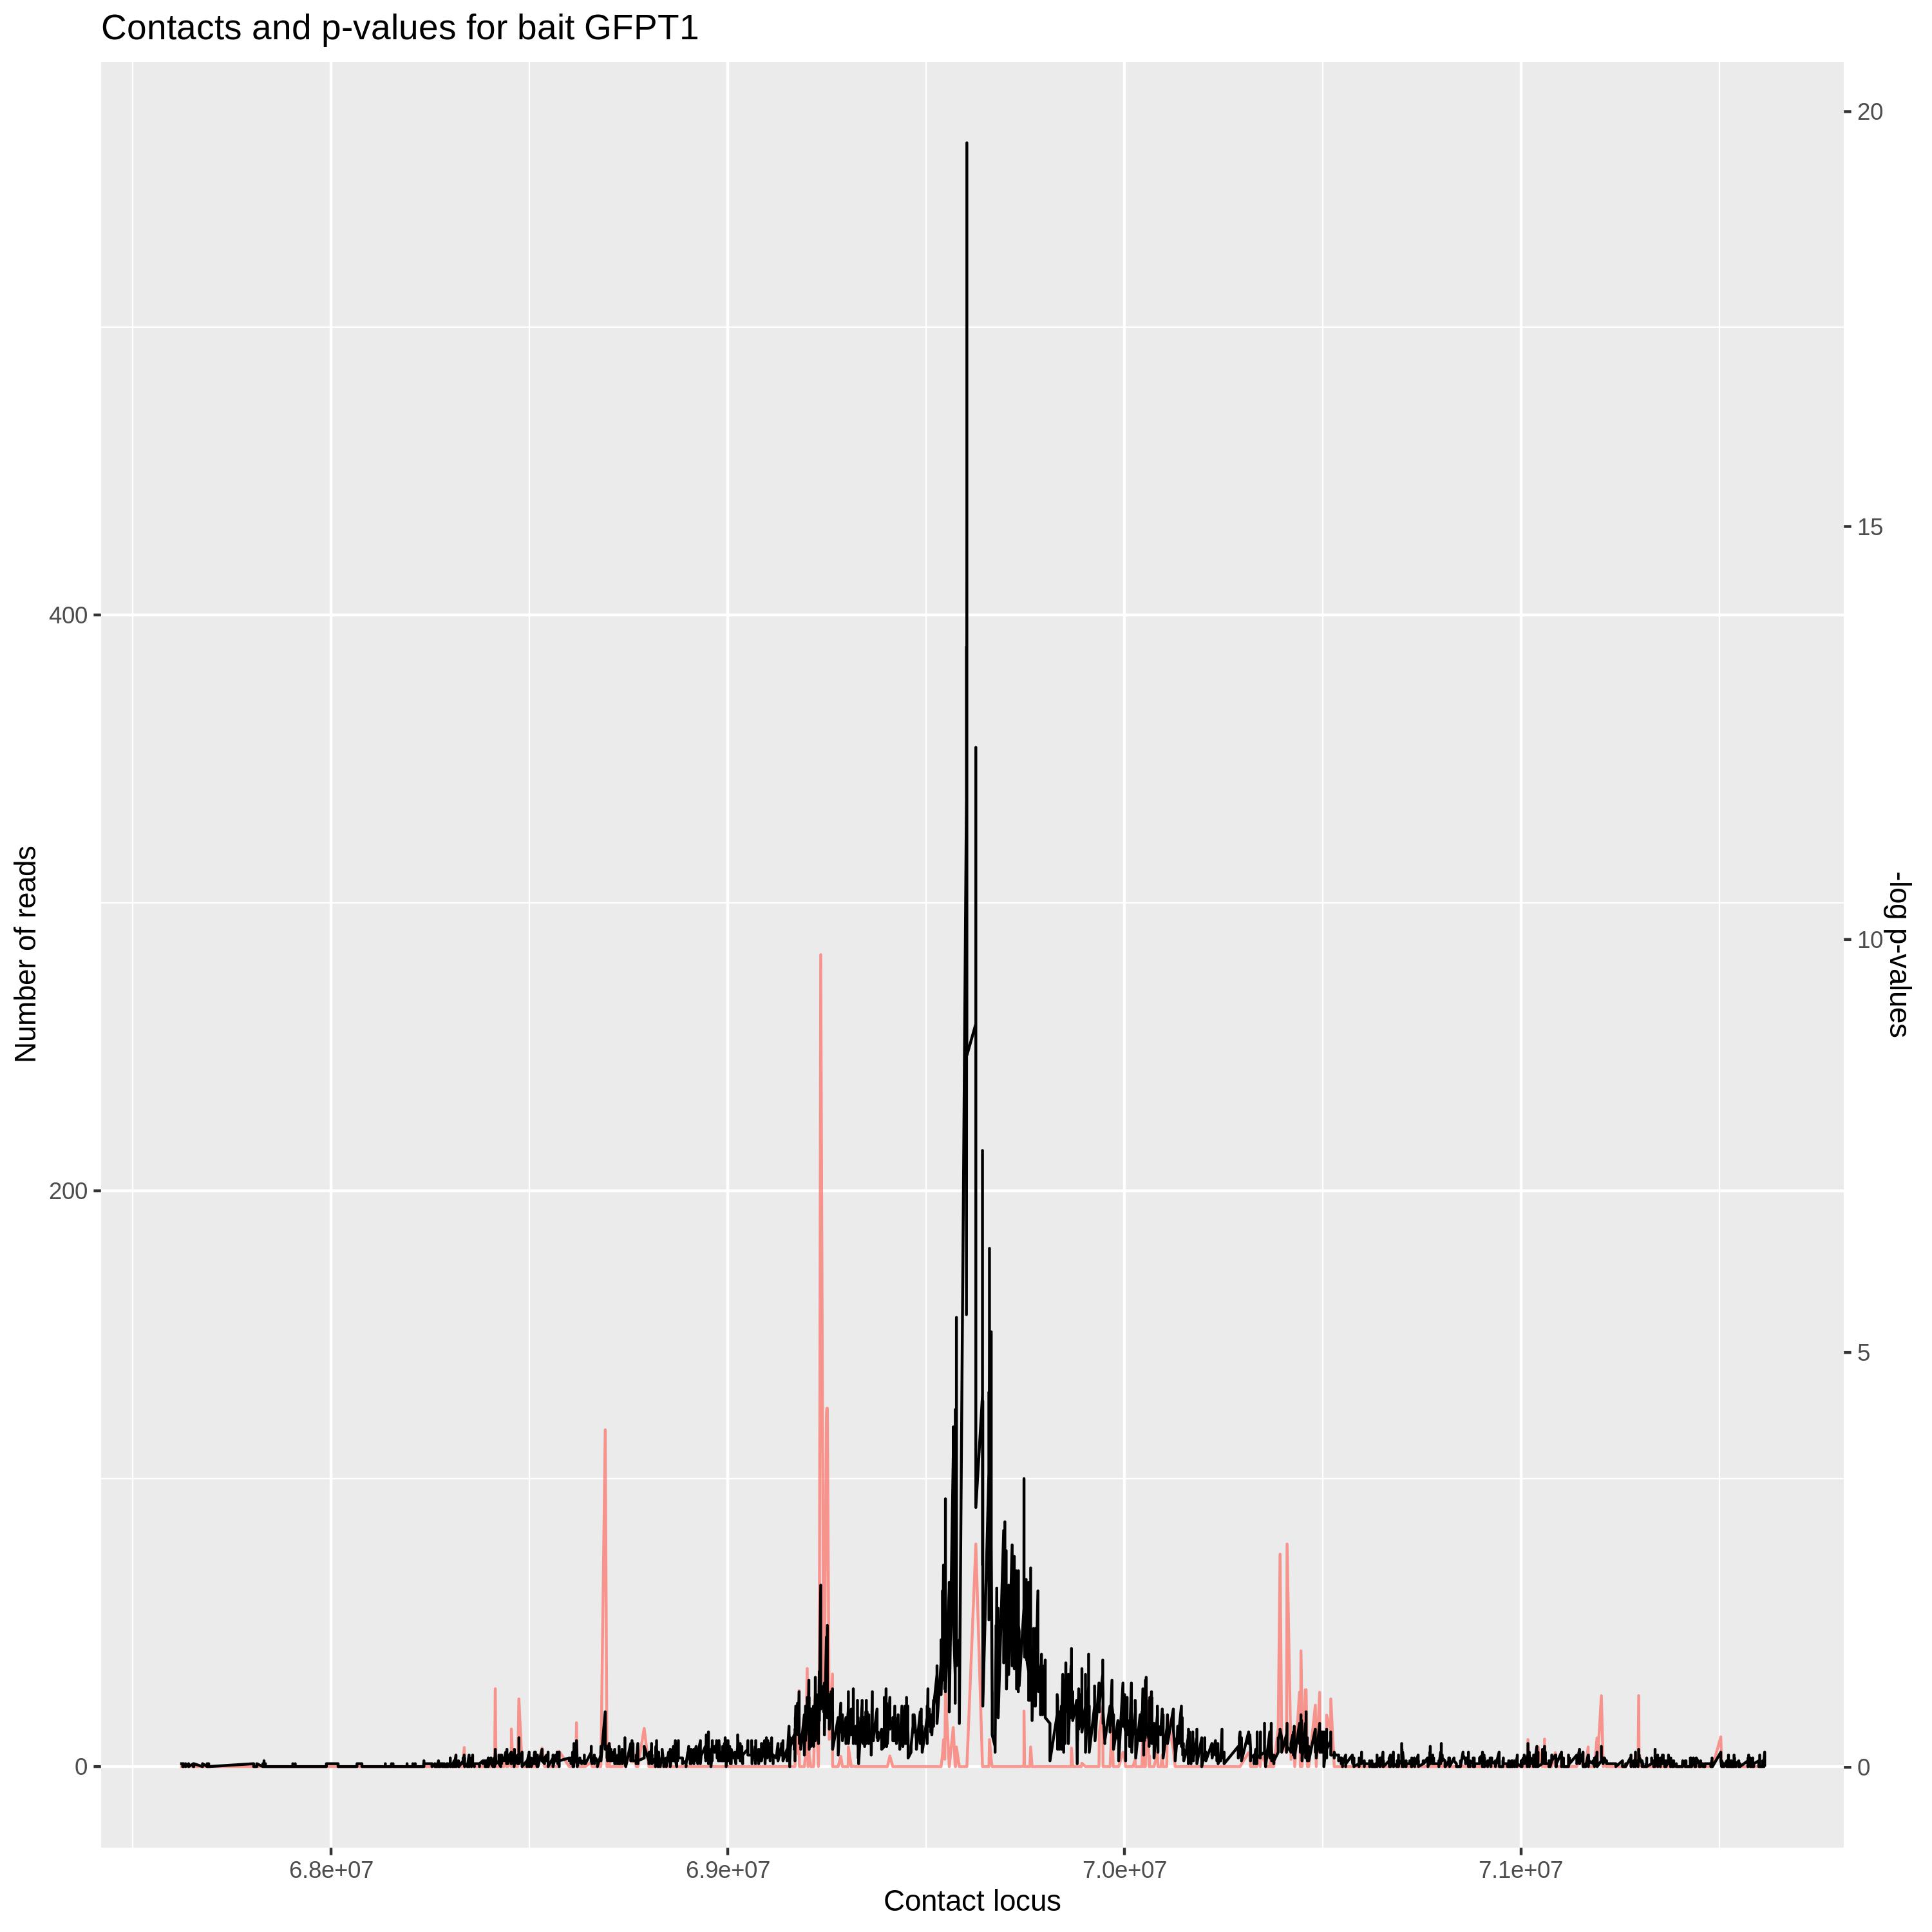 Contacts and p-values for bait GFPT1
Number of reads
400
200
0
20
15
10
5
0
-log p-values
6.8e+07
6.9e+07
7.0e+07
7.1e+07
Contact locus